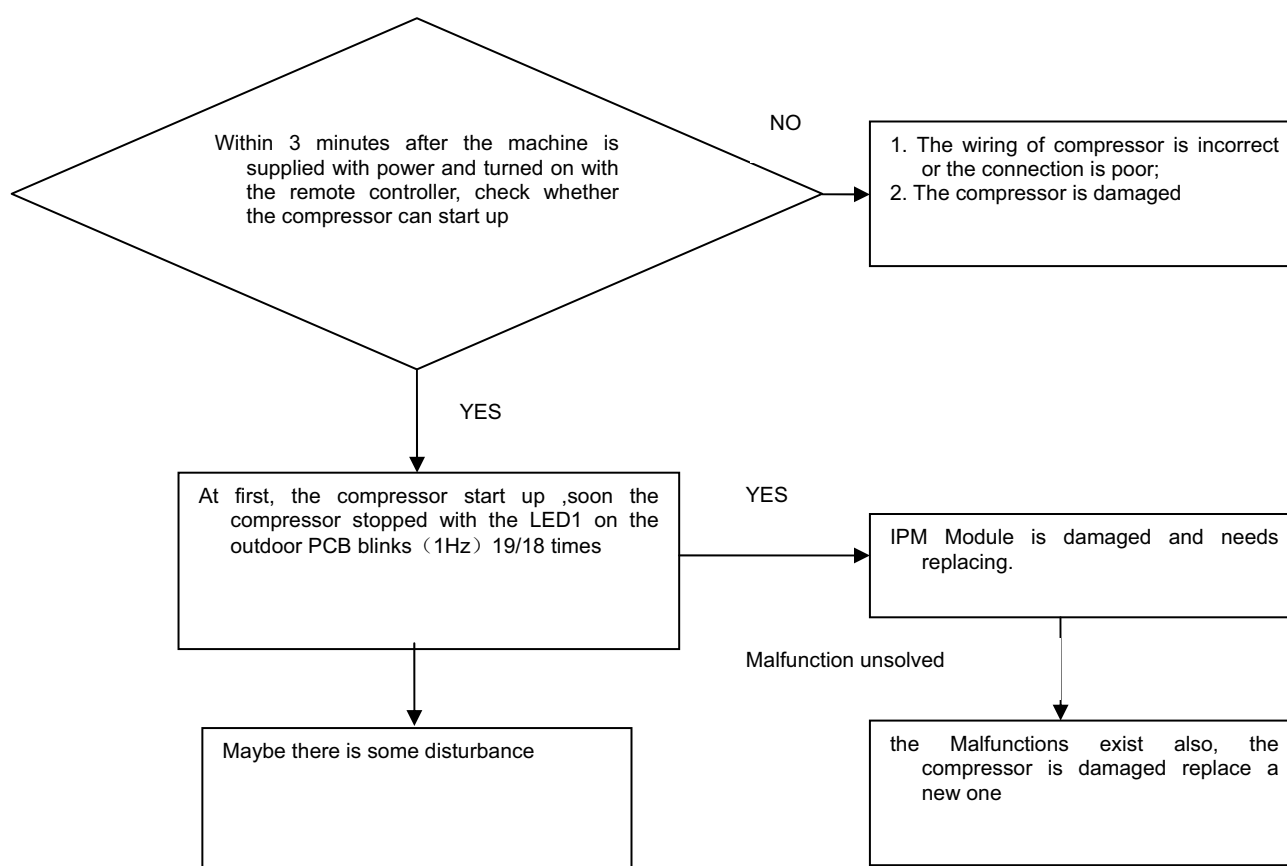 Within 3 minutes after the machine is
supplied with power and turned on with
the remote controller, check whether
the compressor can start up
NO
1. The wiring of compressor is incorrect
or the connection is poor;
2. The compressor is damaged
YES
At first, the compressor start up ,soon the
compressor stopped with the LED1 on the
outdoor PCB blinks（1Hz）19/18 times
YES
IPM Module is damaged and needs
replacing.
Malfunction unsolved
Maybe there is some disturbance
the Malfunctions exist also, the
compressor is damaged replace a
new one